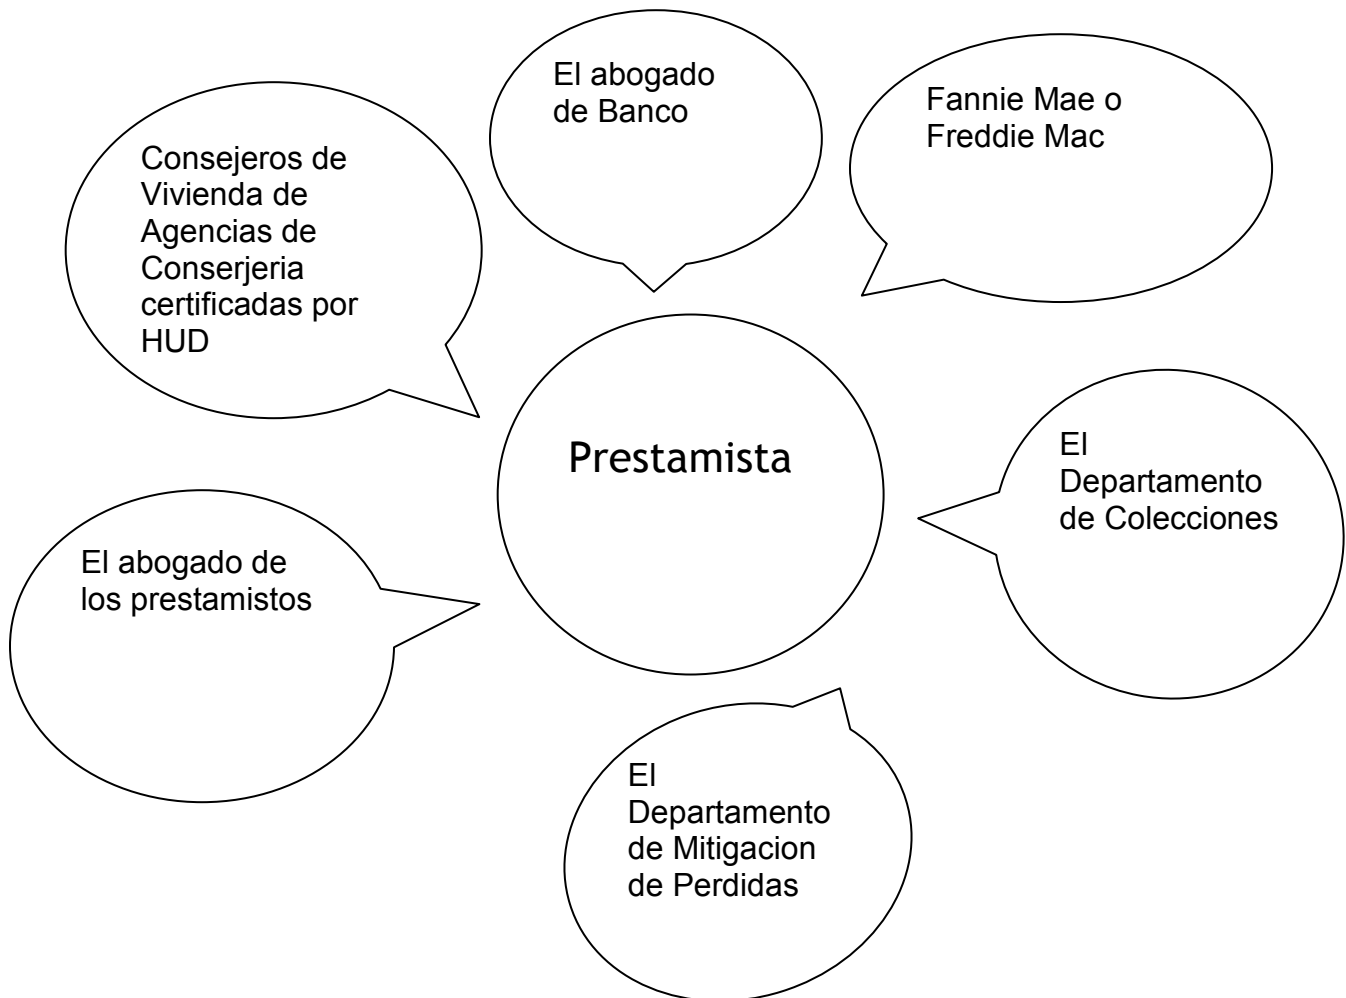 El abogado
de Banco
Fannie Mae o
Freddie Mac
Consejeros de
Vivienda de
Agencias de
Conserjeria
certificadas por
HUD
Prestamista
El
Departamento
de Colecciones
El abogado de
los prestamistos
El
Departamento
de Mitigacion
de Perdidas